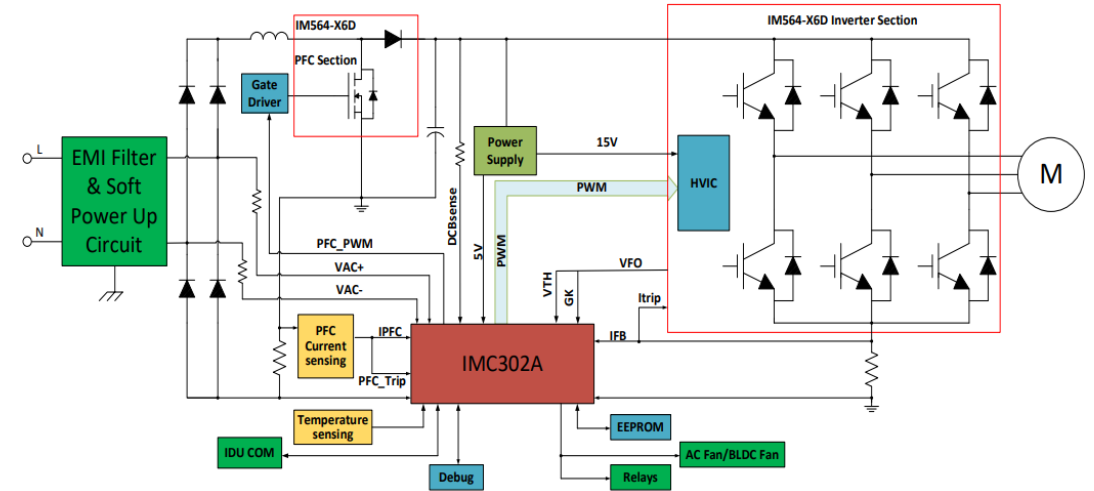 IM564-X6D
IM564-X6D Inverter Section
PFC Section
Gate
Driver
L
EMI Filter
& Soft
Power Up
Circuit
N
Power
Supply
15V
HVIC
PWM
M
DCBsense
5V
PWM
PFC_PWM
VAC+
VAC-
VFO
VTH
GK
Itrip
IFB
PFC
Current
sensing
IPFC
PFC_Trip
IMC302A
Temperature
sensing
EEPROM
IDU COM
AC Fan/BLDC Fan
Debug
Relays